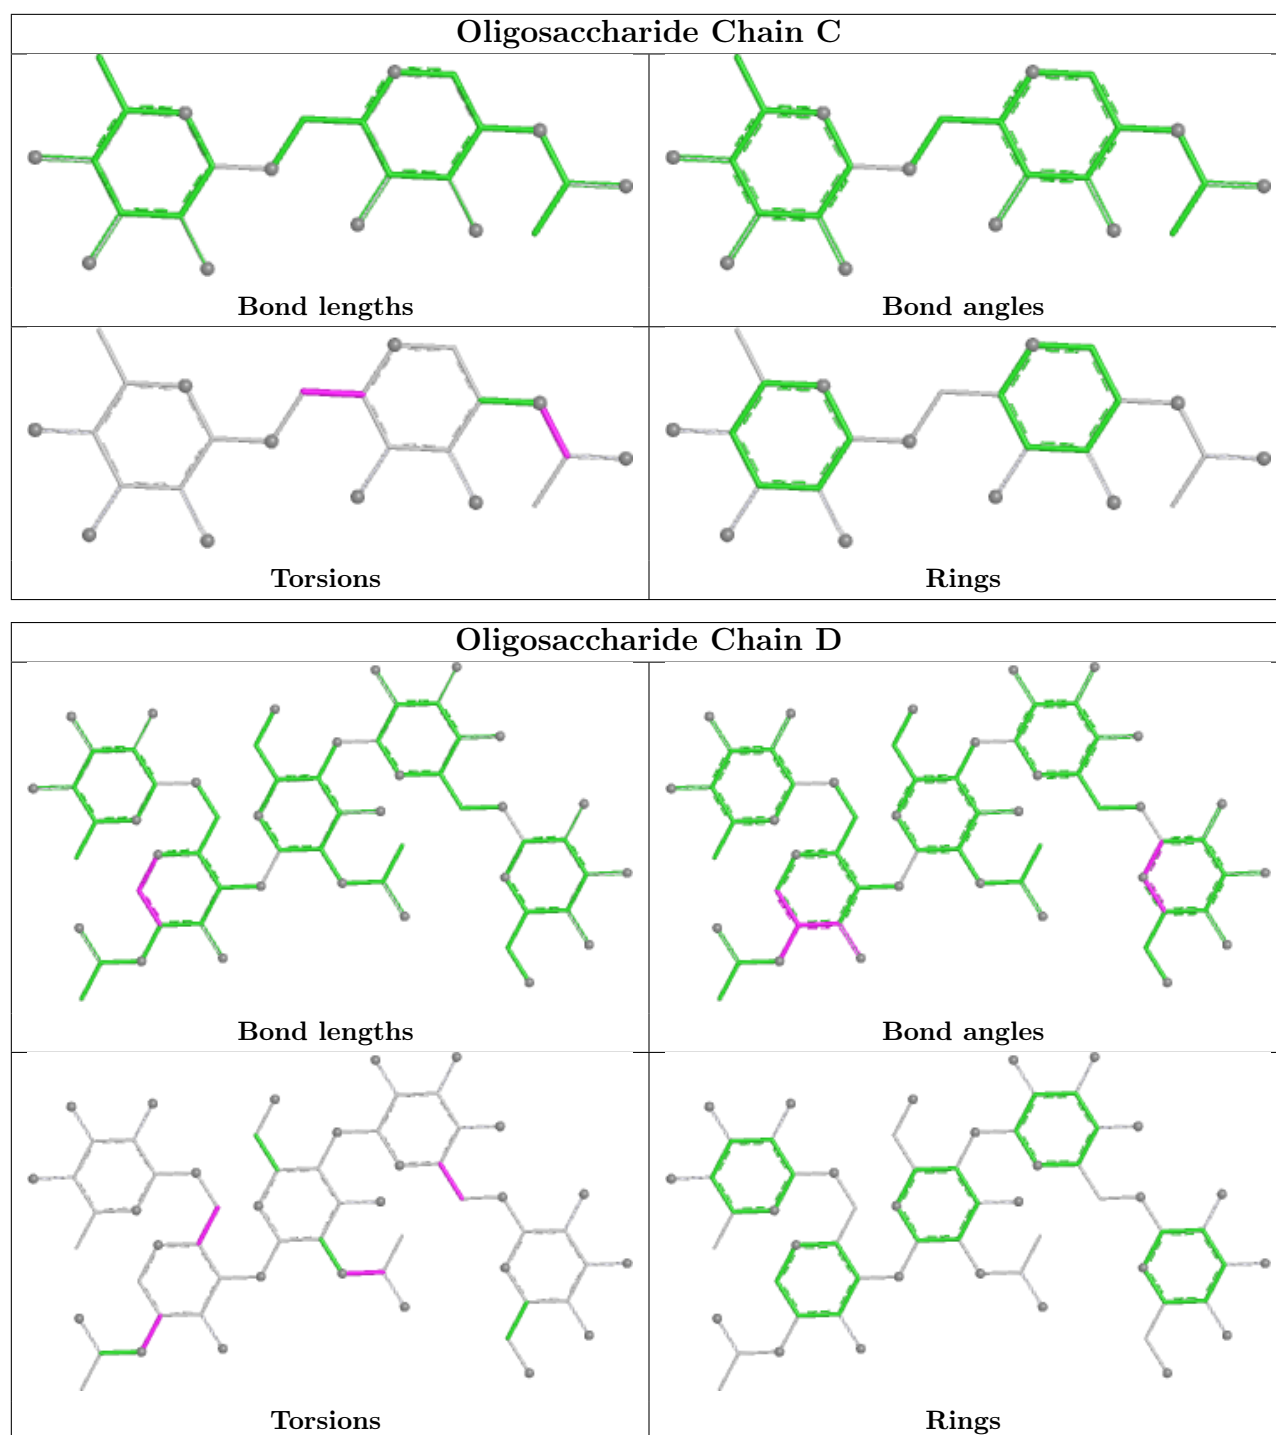 Oligosaccharide Chain C
Bond lengths
Bond angles
Torsions
Rings
Oligosaccharide Chain D
Bond lengths
Bond angles
Torsions
Rings